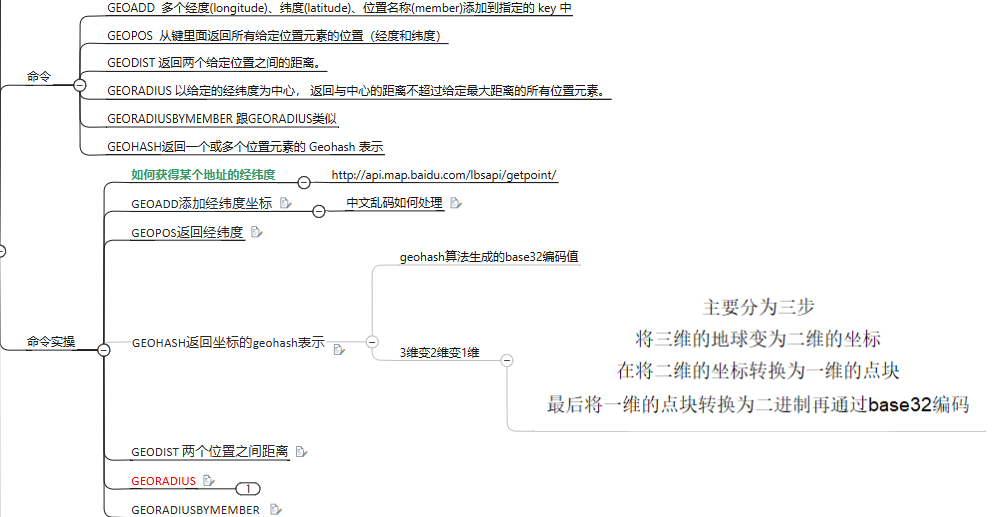 命令
GEOADD 多个经度(longitude)、纬度(latitude)、位置名称(member)添加到指定的 key 中
GEOPOS 从键里面返回所有给定位置元素的位置（经度和纬度）
GEODIST 返回两个给定位置之间的距离。
GEORADIUS 以给定的经纬度为中心， 返回与中心的距离不超过给定最大距离的所有位置元素。
GEORADIUSBYMEMBER 跟GEORADIUS类似
GEOHASH返回一个或多个位置元素的 Geohash 表示
命令实操
如何获得某个地址的经纬度
http://api.map.baidu.com/lbsapi/getpoint/
GEOADD添加经纬度坐标
中文乱码如何处理
GEOPOS返回经纬度
GEOHASH返回坐标的geohash表示
geohash算法生成的base32编码值
3维变2维变1维
主要分为三步
将三维的地球变为二维的坐标
在将二维的坐标转换为一维的点块
最后将一维的点块转换为二进制再通过base32编码
GEODIST 两个位置之间距离
GEORADIUS
1
GEORADIUSBYMEMBER